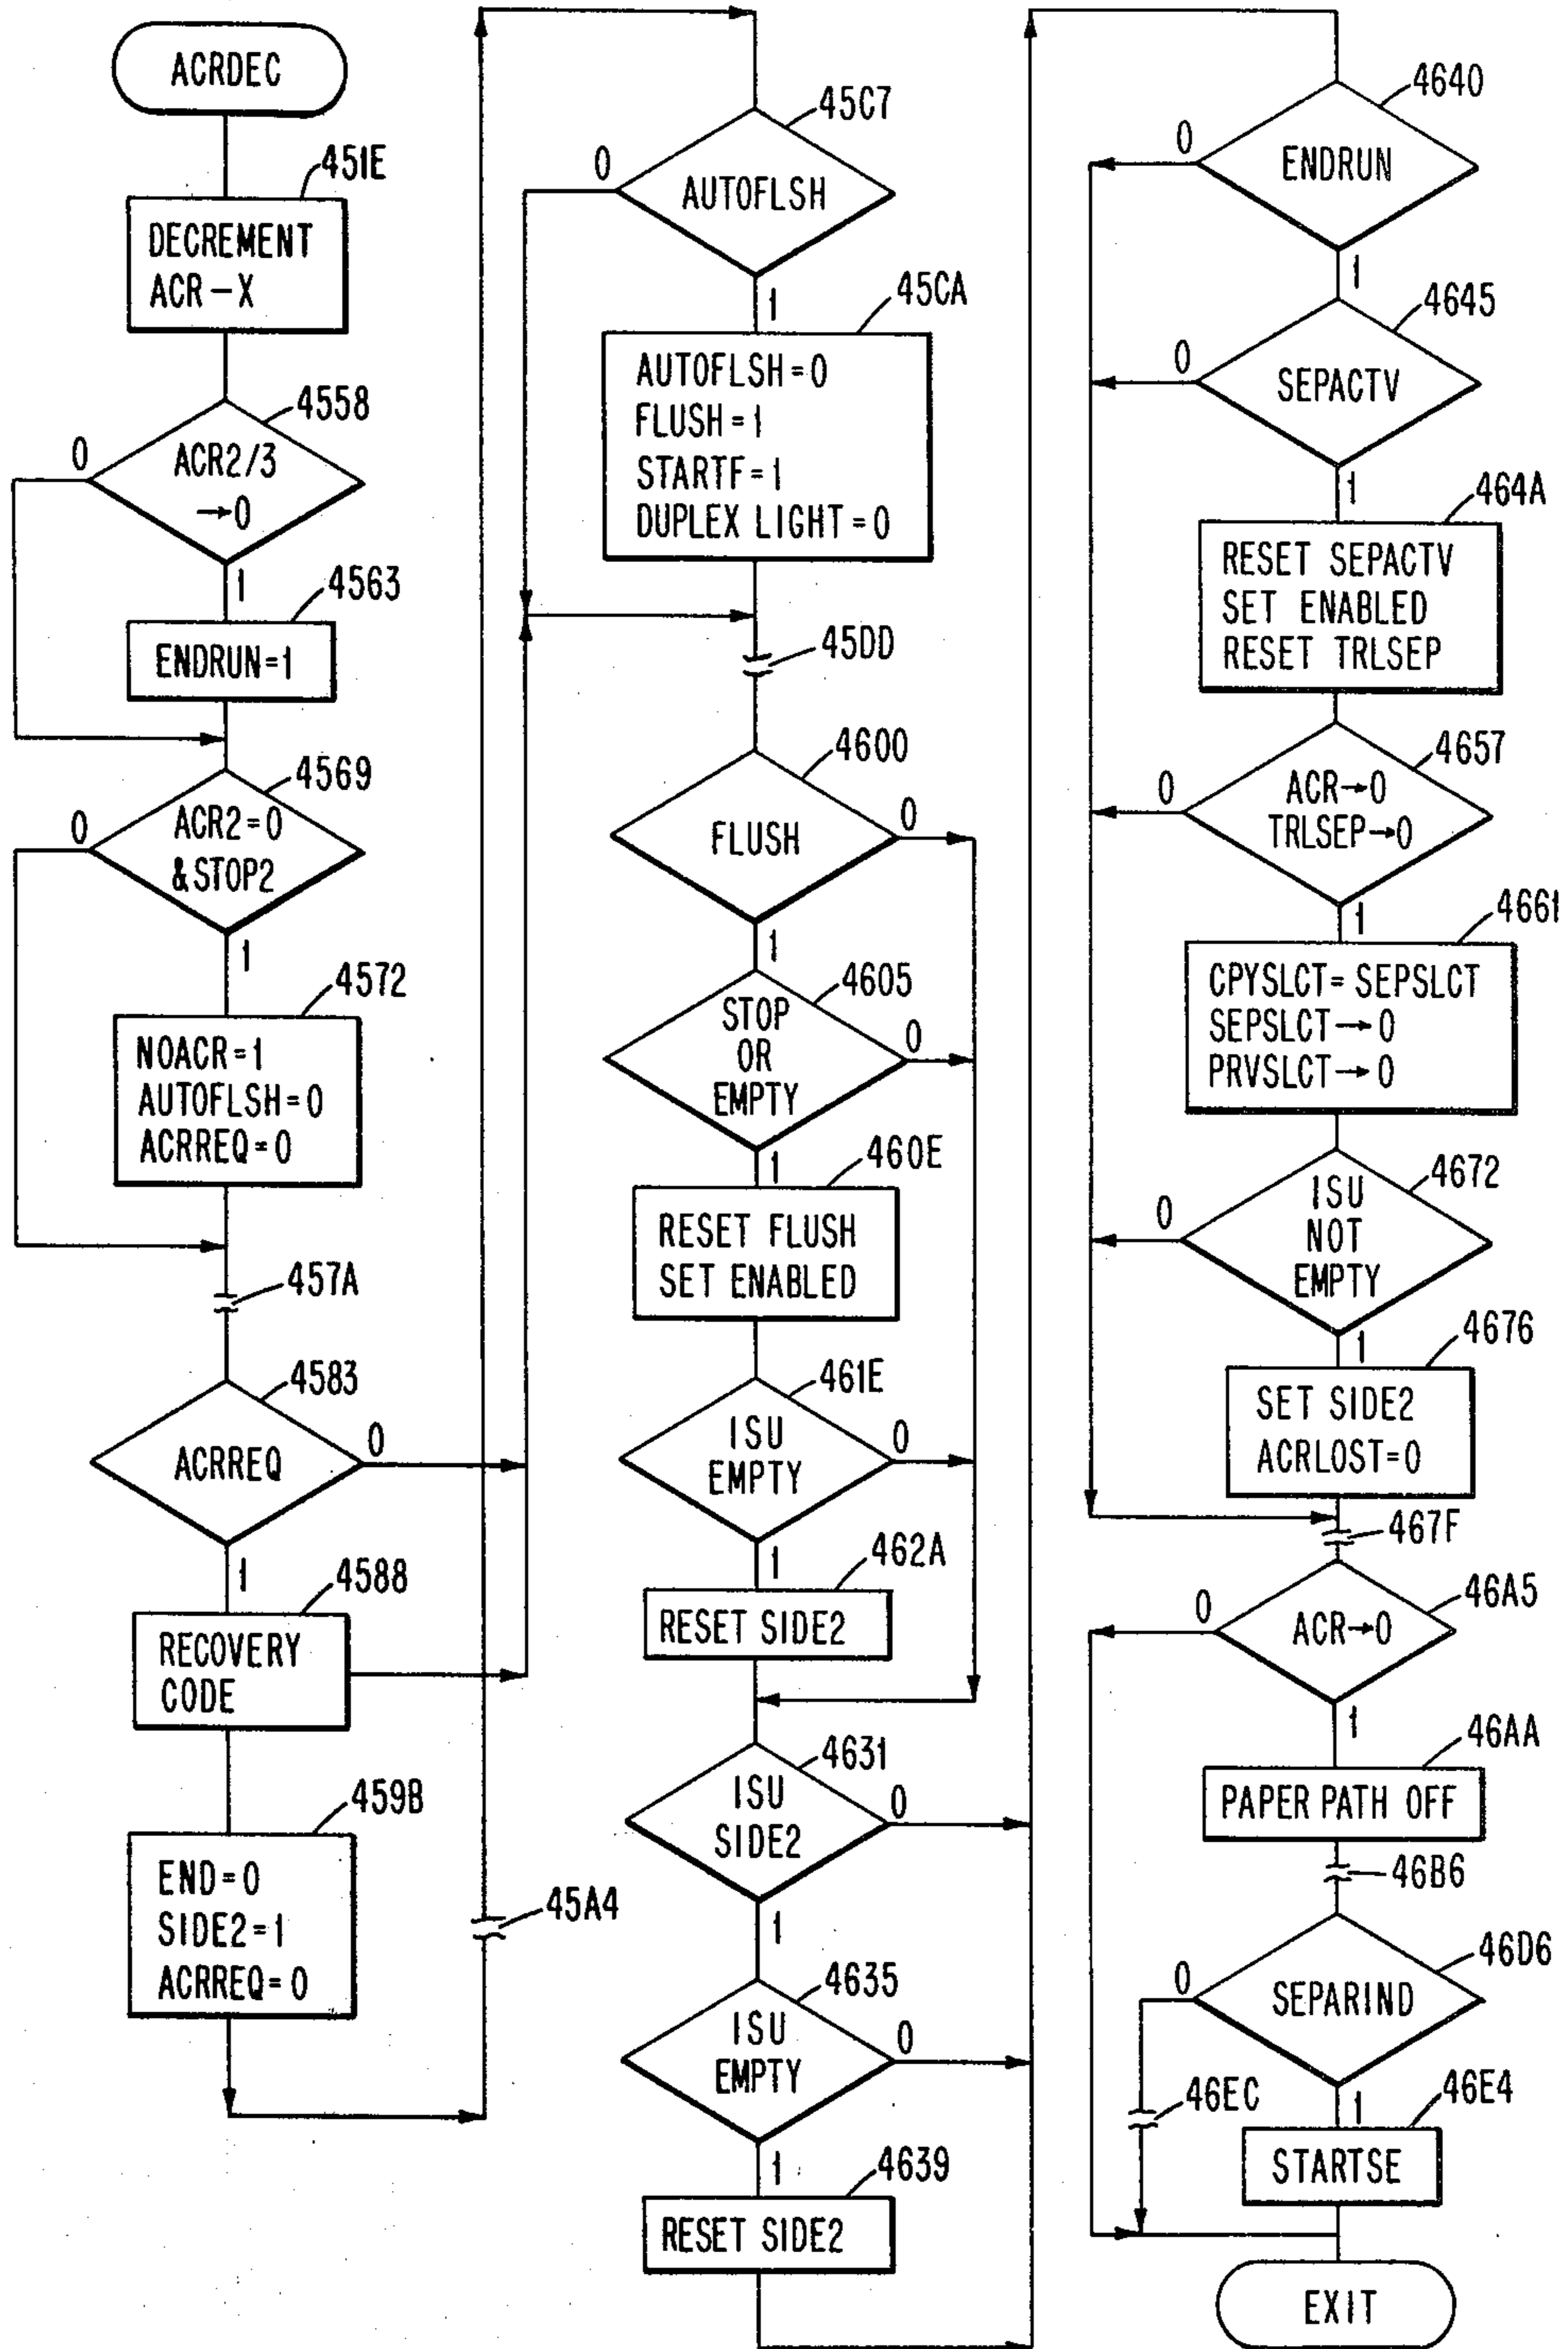 ACRDEC
451E
DECREMENT
ACR-X
4558
0
ACR2/3
→0
1
4563
ENDRUN=1
4569
0
ACR2=0
&STOP2
1
4572
NOACR=1
AUTOFLSH=0
ACRREQ=0
457A
4583
ACRREQ
0
1
4588
RECOVERY
CODE
459B
END=0
SIDE2=1
ACRREQ=0
45A4
45C7
0
AUTOFLSH
1
45CA
AUTOFLSH=0
FLUSH=1
STARTF=1
DUPLEX LIGHT=0
45DD
4600
FLUSH
0
1
4605
STOP
OR
EMPTY
0
1
460E
RESET FLUSH
SET ENABLED
461E
ISU
EMPTY
0
1
462A
RESET SIDE2
4631
ISU
SIDE2
0
1
4635
ISU
EMPTY
0
1
4639
RESET SIDE2
4640
0
ENDRUN
1
4645
0
SEPACTV
1
464A
RESET SEPACTV
SET ENABLED
RESET TRLSEP
4657
0
ACR→0
TRLSEP→0
1
4661
CPYSLCT=SEPSLCT
SEPSLCT→0
PRVSLCT→0
4672
0
ISU
NOT
EMPTY
1
4676
SET SIDE2
ACRLOST=0
467F
46A5
0
ACR→0
1
46AA
PAPER PATH OFF
46B6
46D6
0
SEPARIND
46EC
1
46E4
STARTSE
EXIT